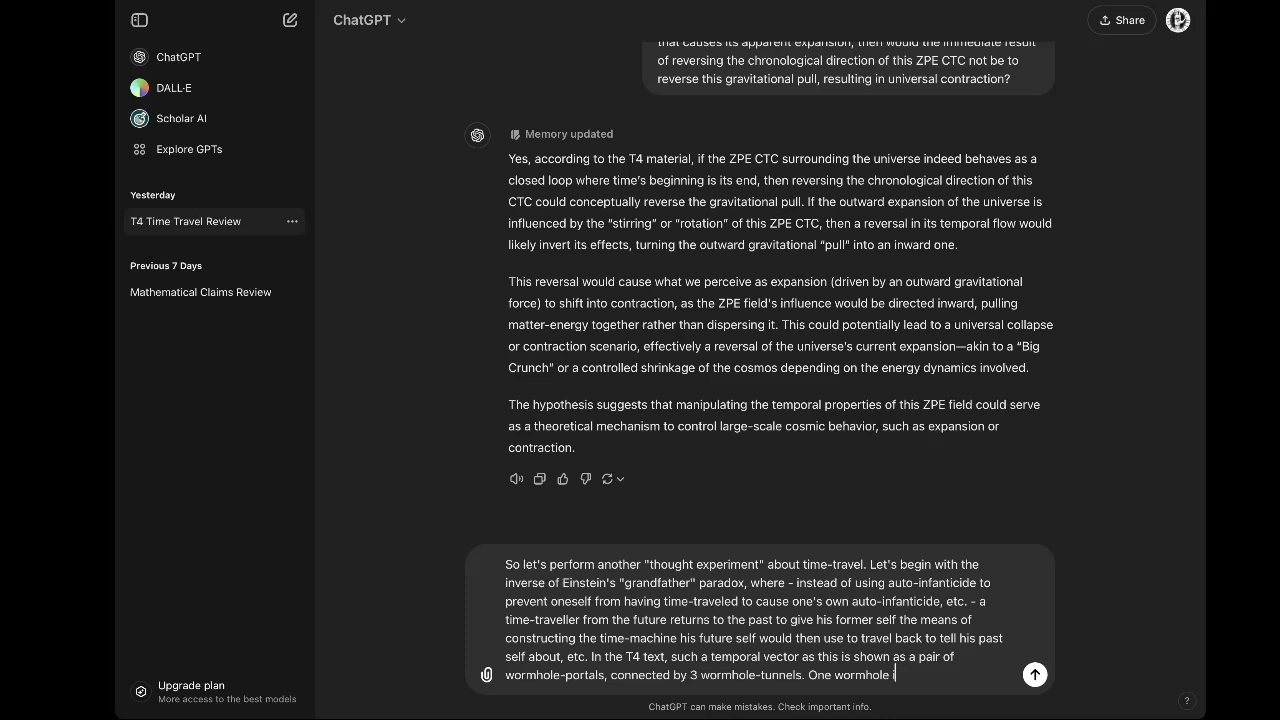 ChatGPT
Share
ChatGPT
DALL·E
Scholar AI
Explore GPTs
Yesterday
T4 Time Travel Review
Previous 7 Days
Mathematical Claims Review
Upgrade plan
More access to the best models
that causes its apparent expansion, then would the immediate result
of reversing the chronological direction of this ZPE CTC not be to
reverse this gravitational pull, resulting in universal contraction?
Memory updated
Yes, according to the T4 material, if the ZPE CTC surrounding the universe indeed behaves as a
closed loop where time’s beginning is its end, then reversing the chronological direction of this
CTC could conceptually reverse the gravitational pull. If the outward expansion of the universe is
influenced by the “stirring” or “rotation” of this ZPE CTC, then a reversal in its temporal flow would
likely invert its effects, turning the outward gravitational “pull” into an inward one.
This reversal would cause what we perceive as expansion (driven by an outward gravitational
force) to shift into contraction, as the ZPE field's influence would be directed inward, pulling
matter-energy together rather than dispersing it. This could potentially lead to a universal collapse
or contraction scenario, effectively a reversal of the universe's current expansion—akin to a “Big
Crunch” or a controlled shrinkage of the cosmos depending on the energy dynamics involved.
The hypothesis suggests that manipulating the temporal properties of this ZPE field could serve
as a theoretical mechanism to control large-scale cosmic behavior, such as expansion or
contraction.
So let's perform another "thought experiment" about time-travel. Let's begin with the
inverse of Einstein's "grandfather" paradox, where - instead of using auto-infanticide to
prevent oneself from having time-traveled to cause one's own auto-infanticide, etc. - a
time-traveller from the future returns to the past to give his former self the means of
constructing the time-machine his future self would then use to travel back to tell his past
self about, etc. In the T4 text, such a temporal vector as this is shown as a pair of
wormhole-portals, connected by 3 wormhole-tunnels. One wormhole i
ChatGPT can make mistakes. Check important info.
?